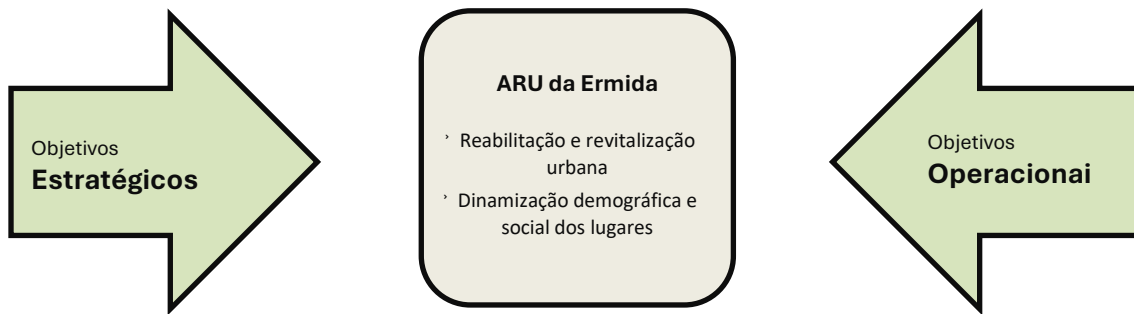 Objetivos
Estratégicos
ARU da Ermida
› Reabilitação e revitalização
urbana
› Dinamização demográfica e
social dos lugares
Objetivos
Operacionai